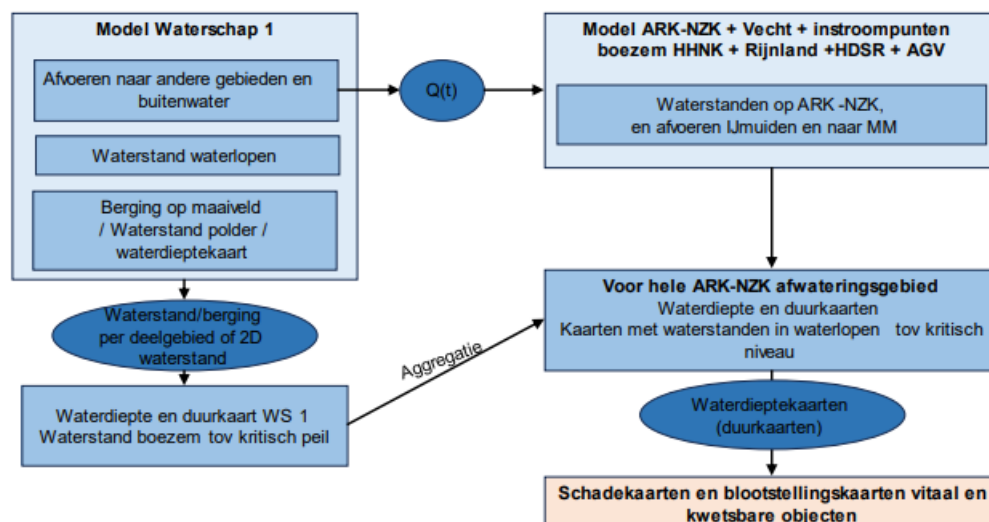 Model Waterschap 1
Afvoeren naar andere gebieden en
buitenwater
Waterstand waterlopen
Berging op maaiveld
/ Waterstand polder /
waterdieptekaart
Q(t)
Model ARK-NZK + Vecht + instroompunten
boezem HHNK + Rijnland +HDSR + AGV
Waterstanden op ARK -NZK,
en afvoeren IJmuiden en naar MM
Waterstand/berging
per deelgebied of 2D
waterstand
Waterdiepte en duurkaart WS 1
Waterstand boezem tov kritisch peil
Aggregatie
Voor hele ARK-NZK afwateringsgebied
Waterdiepte en duurkaarten
Kaarten met waterstanden in waterlopen tov kritisch
niveau
Waterdieptekaarten
(duurkaarten)
Schadekaarten en blootstellingskaarten vitaal en
kwetsbare objecten